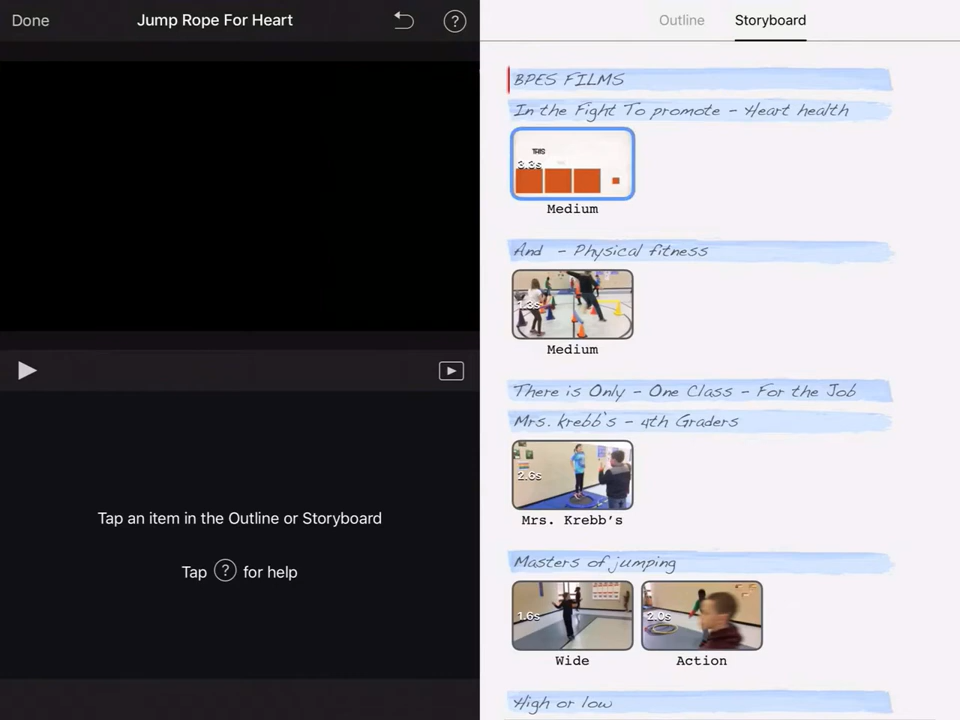 Done
Jump Rope For Heart
?
Outline
Storyboard
BPES FILMS
In the Fight To promote - Heart health
THIS
3.3s
Medium
And - Physical fitness
1.3s
Medium
There is Only - One Class - For the Job
Mrs. krebb's - 4th Graders
2.6s
Mrs. Krebb's
Masters of jumping
1.6s
2.0s
Wide
Action
High or low
Tap an item in the Outline or Storyboard
Tap ? for help